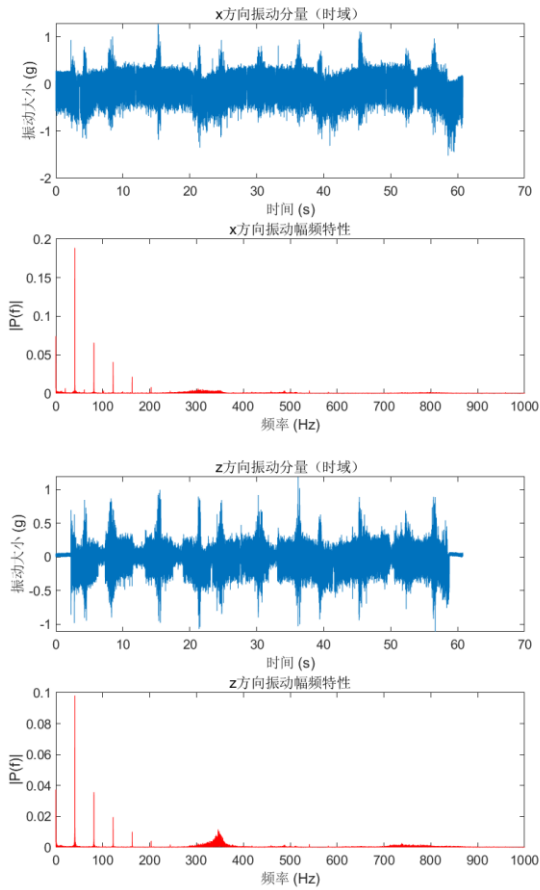 x方向振动分量（时域）
振动大小 (g)
1
0
-1
-2
0 10 20 30 40 50 60 70
时间 (s)
x方向振动幅频特性
|P(f)|
0.2
0.15
0.1
0.05
0
0 100 200 300 400 500 600 700 800 900 1000
频率 (Hz)
z方向振动分量（时域）
振动大小 (g)
1
0.5
0
-0.5
-1
0 10 20 30 40 50 60 70
时间 (s)
z方向振动幅频特性
|P(f)|
0.1
0.08
0.06
0.04
0.02
0
0 100 200 300 400 500 600 700 800 900 1000
频率 (Hz)